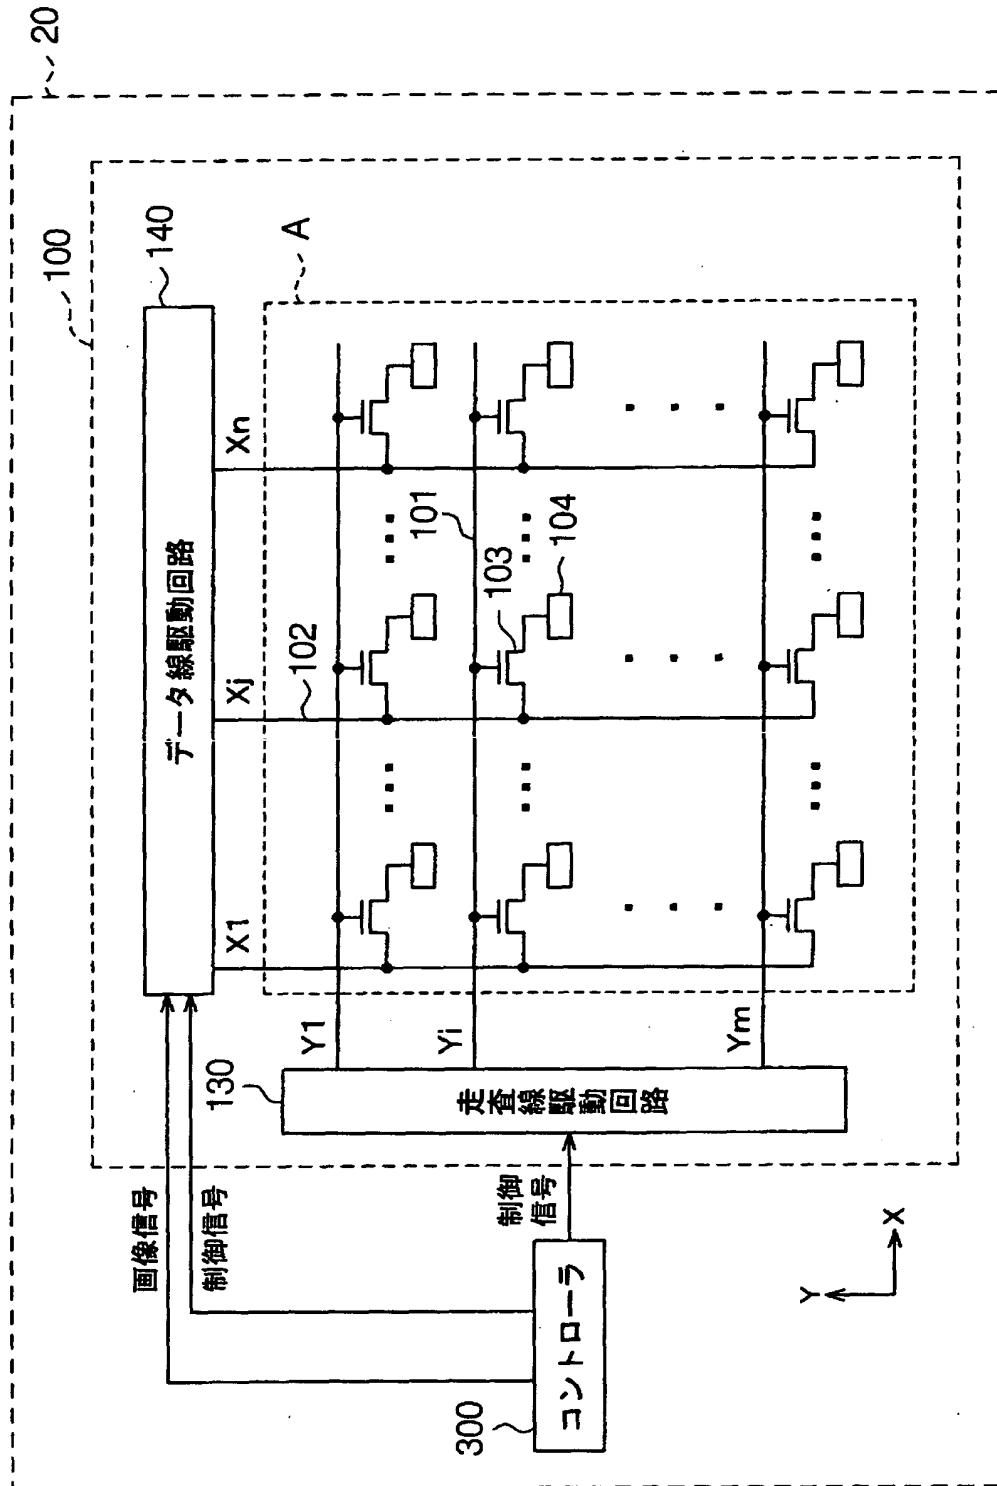 20
100
140
データ線駆動回路
A
X1
Xj
Xn
102
101
103
104
Y1
Yi
Ym
130
走査線駆動回路
画像信号
制御信号
制御
信号
300
コントローラ
Y
X